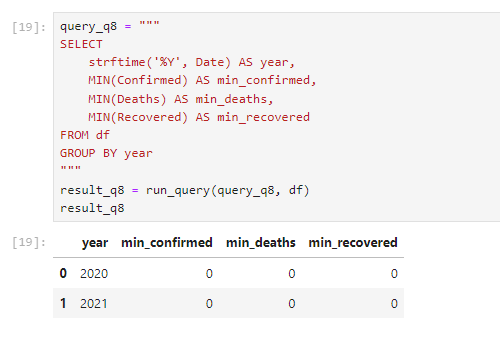 [19]: query_q8 = """
SELECT
    strftime('%Y', Date) AS year,
    MIN(Confirmed) AS min_confirmed,
    MIN(Deaths) AS min_deaths,
    MIN(Recovered) AS min_recovered
FROM df
GROUP BY year
"""
result_q8 = run_query(query_q8, df)
result_q8
[19]: year min_confirmed min_deaths min_recovered
0 2020 0 0 0
1 2021 0 0 0